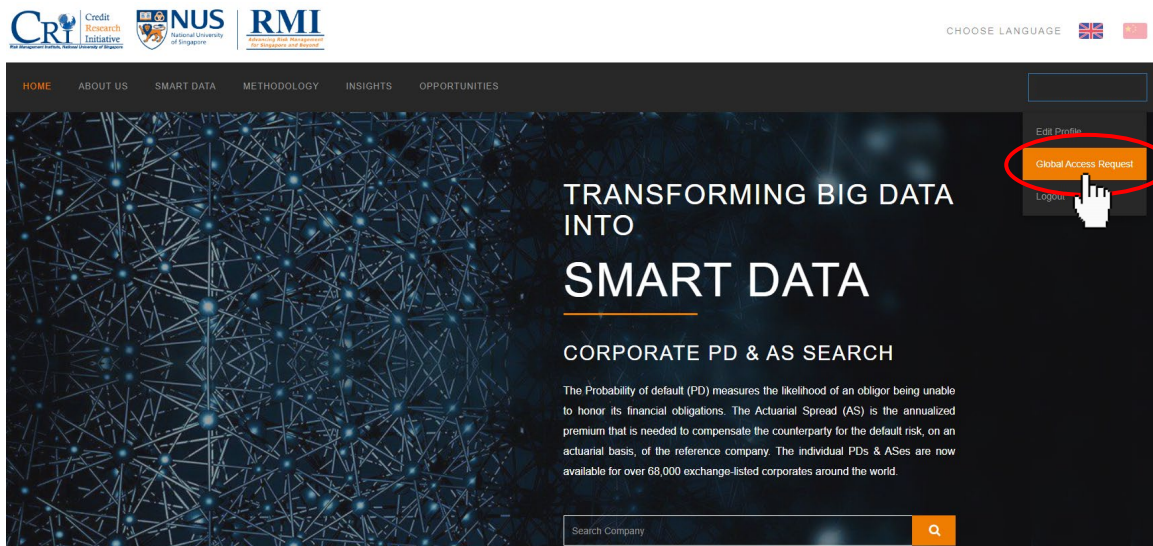 CRI Credit
Research
Initiative
Risk Management Institute, National University of Singapore
NUS
National University
of Singapore
RMI
Advancing Risk Management
for Singapore and Beyond
CHOOSE LANGUAGE
HOME ABOUT US SMART DATA METHODOLOGY INSIGHTS OPPORTUNITIES
Edit Profile
Global Access Request
Logout
TRANSFORMING BIG DATA
INTO
SMART DATA
CORPORATE PD & AS SEARCH
The Probability of default (PD) measures the likelihood of an obligor being unable
to honor its financial obligations. The Actuarial Spread (AS) is the annualized
premium that is needed to compensate the counterparty for the default risk, on an
actuarial basis, of the reference company. The individual PDs & ASes are now
available for over 68,000 exchange-listed corporates around the world.
Search Company